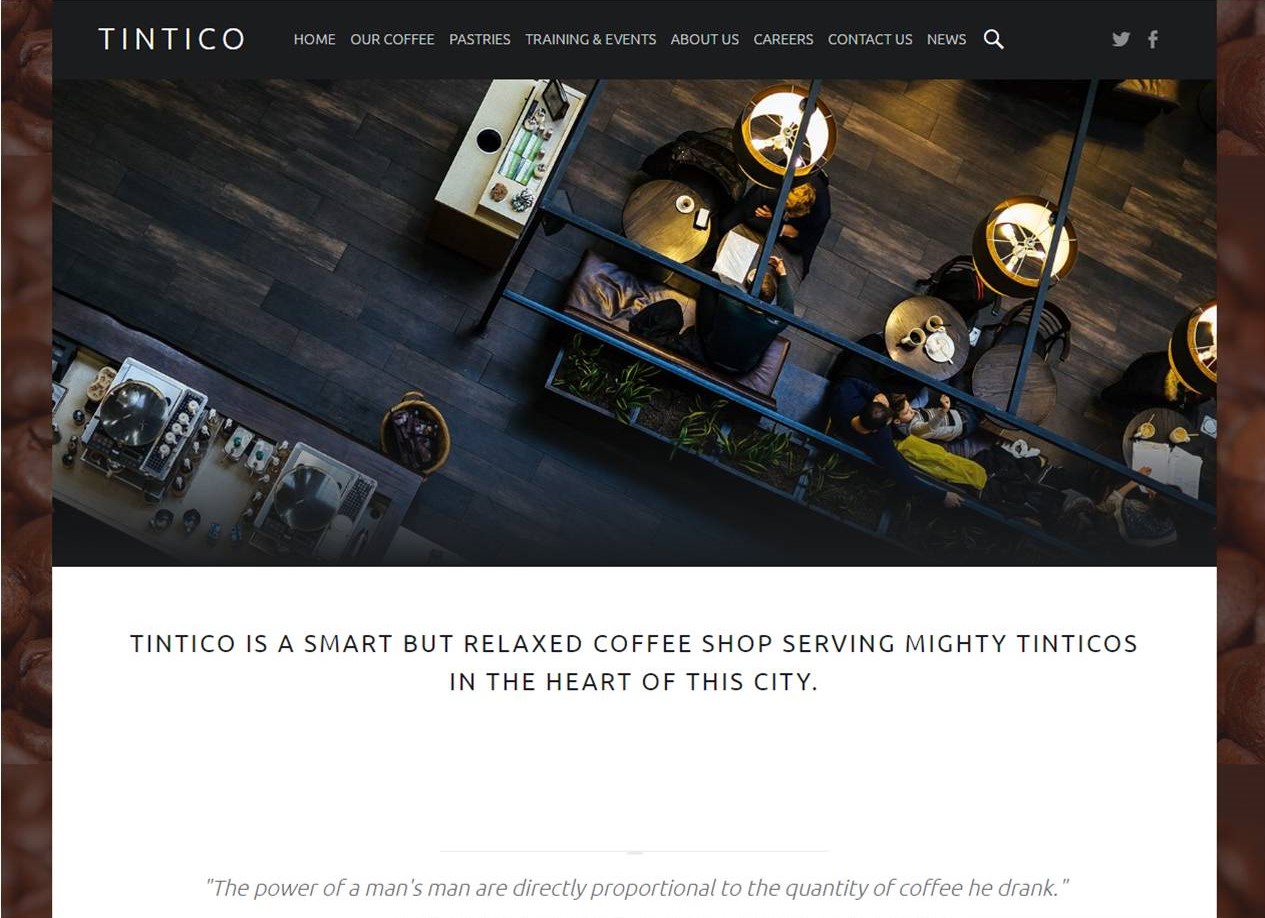 TINTICO
HOME OUR COFFEE PASTRIES TRAINING & EVENTS ABOUT US CAREERS CONTACT US NEWS
TINTICO IS A SMART BUT RELAXED COFFEE SHOP SERVING MIGHTY TINTICOS
IN THE HEART OF THIS CITY.
"The power of a man's man are directly proportional to the quantity of coffee he drank."